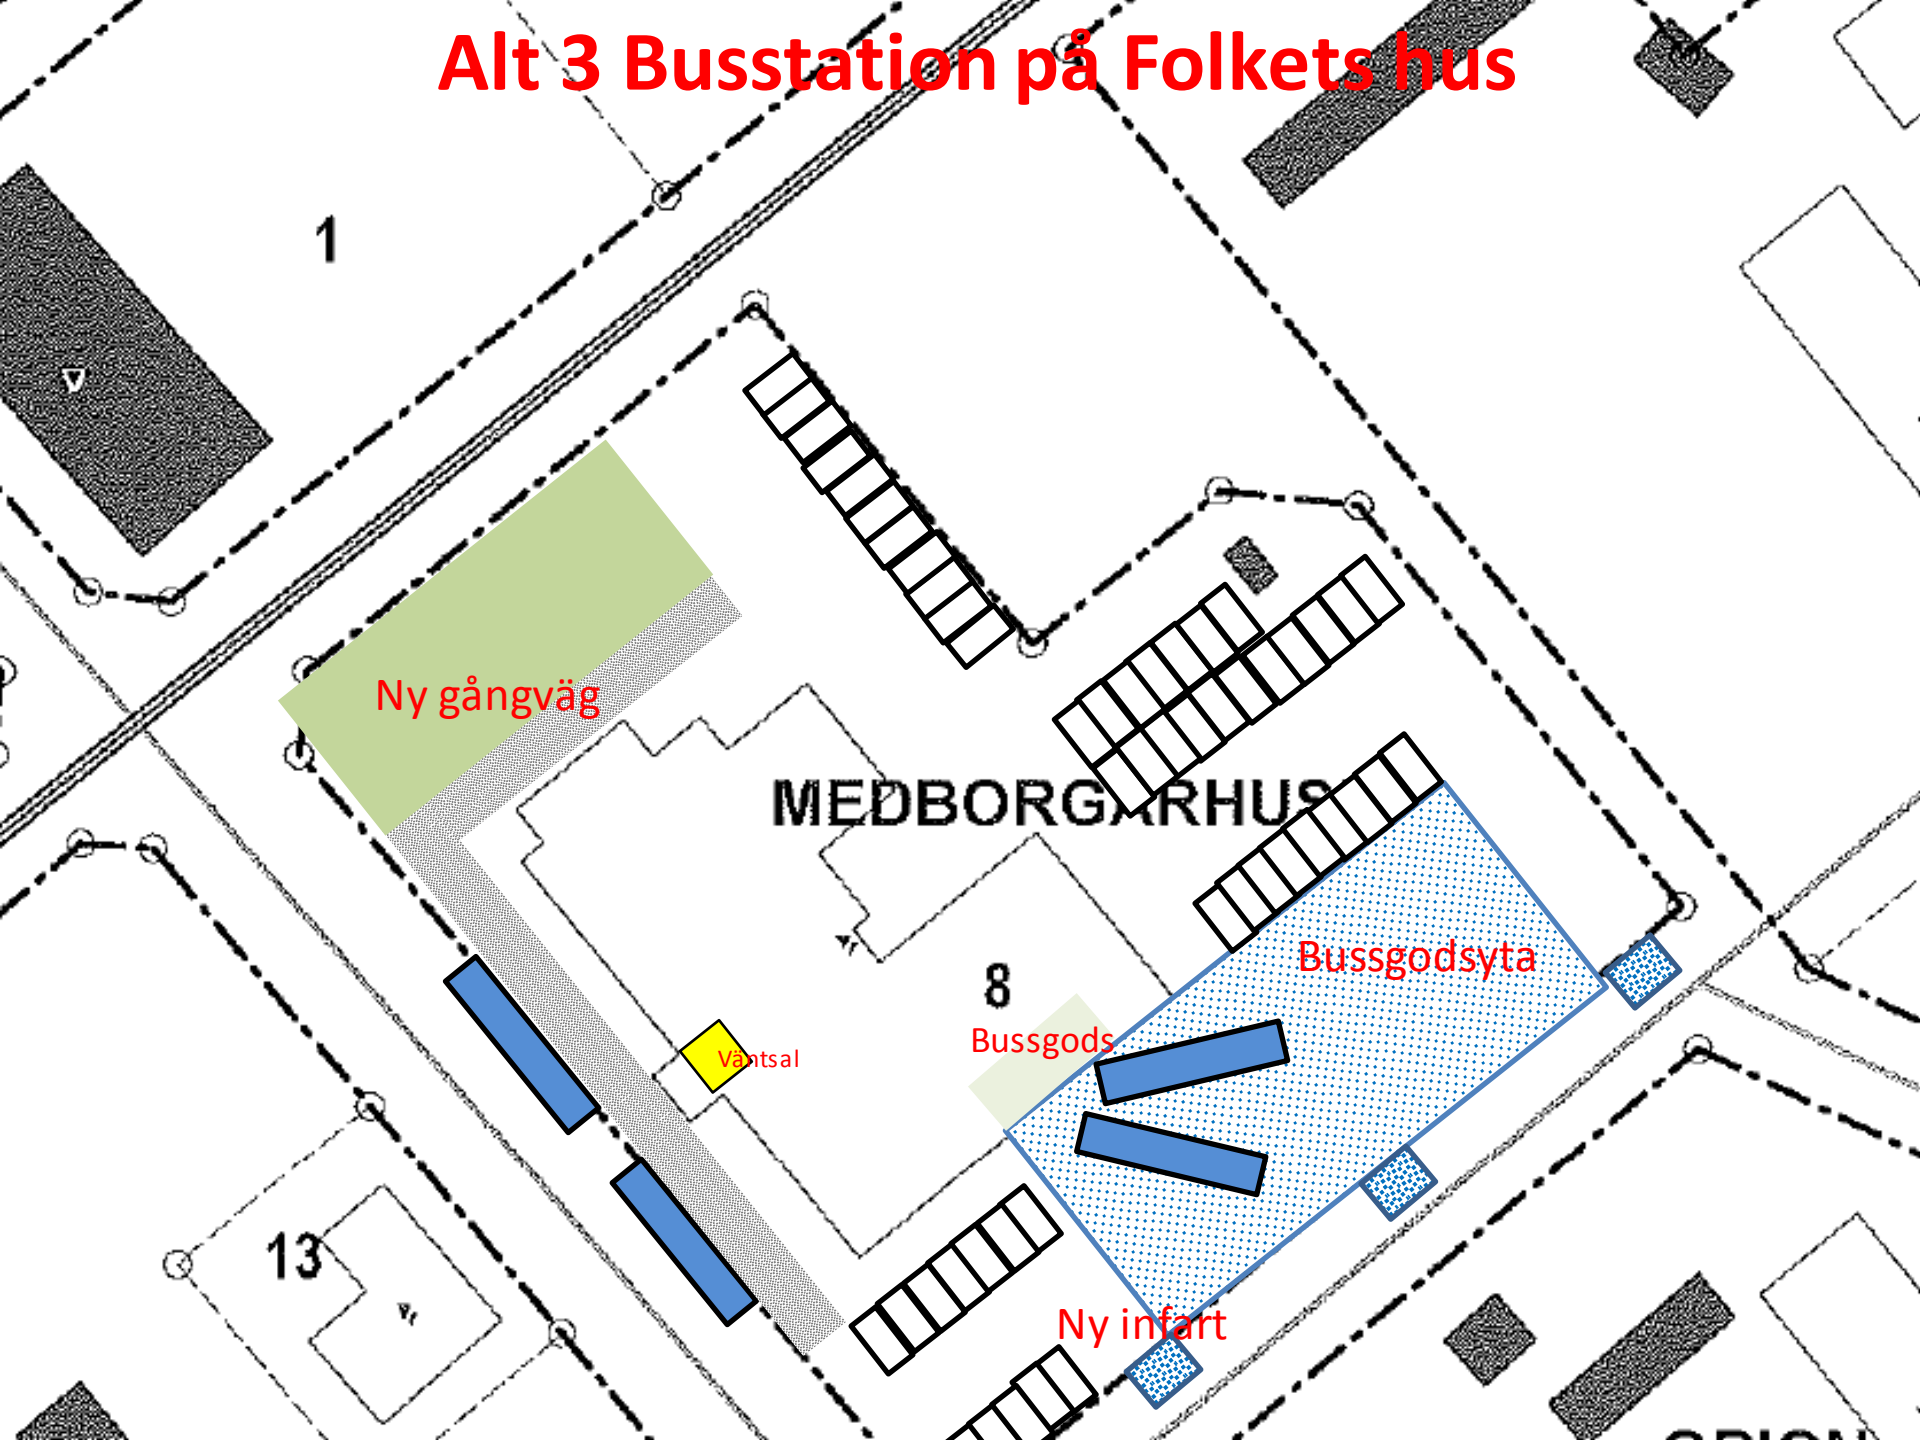 Alt 3 Busstation på Folkets hus
1
Ny gångväg
MEDBORGARHUS
Bussgodsyta
8
Bussgods
Väntsal
13
Ny infart